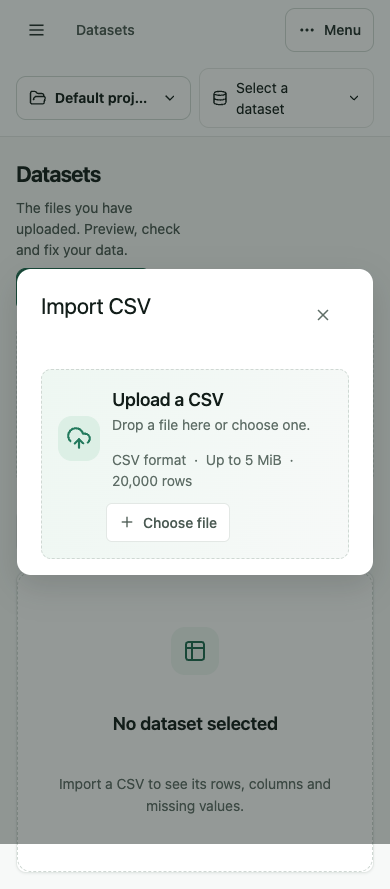 Datasets
Menu
Default proj...
Select a
dataset
Datasets
The files you have
uploaded. Preview, check
and fix your data.
Import CSV
Upload a CSV
Drop a file here or choose one.
CSV format · Up to 5 MiB ·
20,000 rows
Choose file
No dataset selected
Import a CSV to see its rows, columns and
missing values.